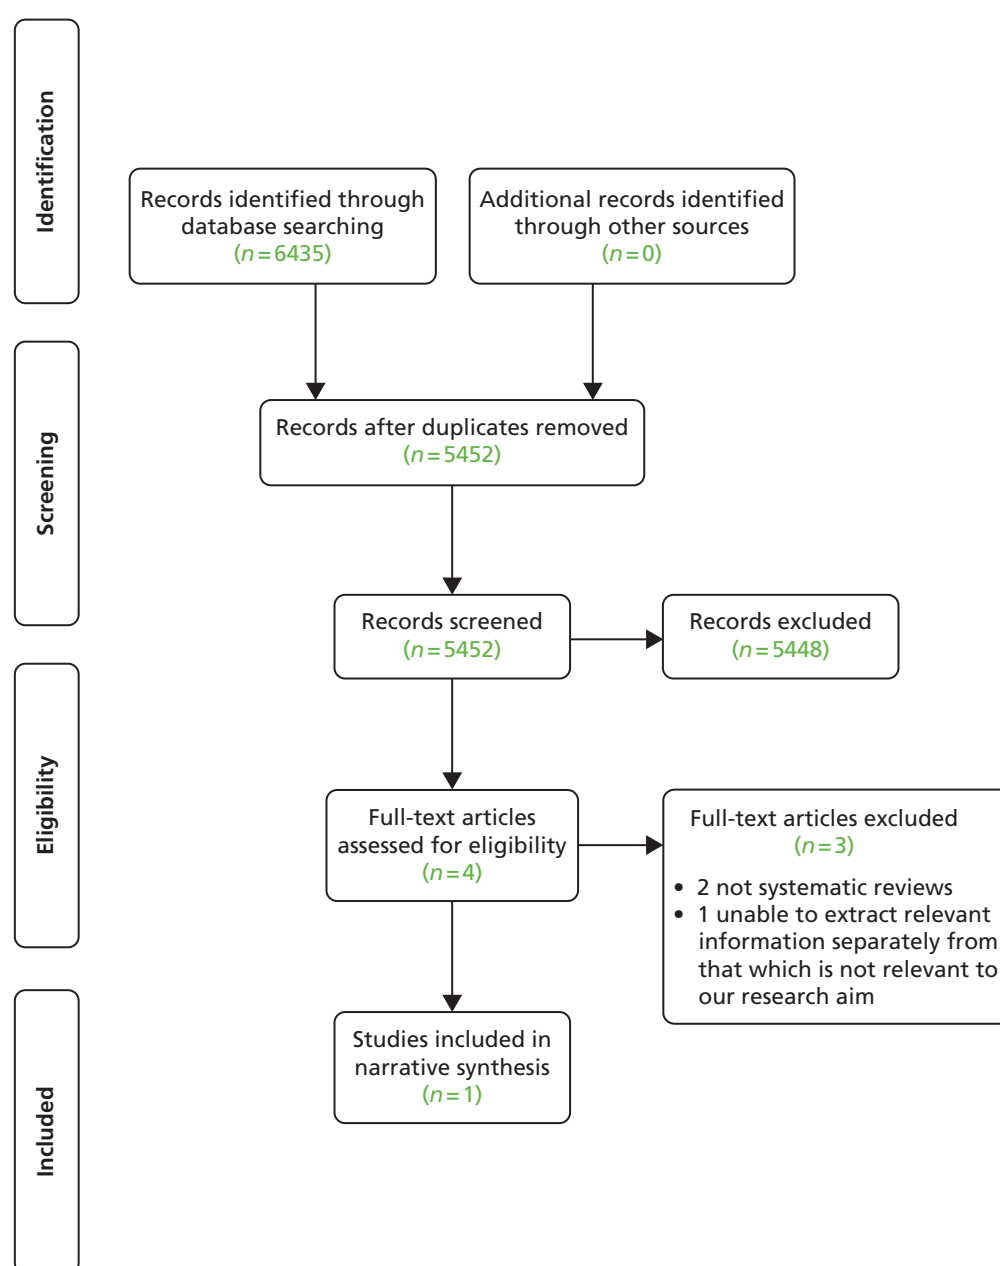 Identification
Records identified through
database searching
(n=6435)
Additional records identified
through other sources
(n=0)
Screening
Records after duplicates removed
(n=5452)
Records screened
(n=5452)
Records excluded
(n=5448)
Eligibility
Full-text articles
assessed for eligibility
(n=4)
Full-text articles excluded
(n=3)
• 2 not systematic reviews
• 1 unable to extract relevant
information separately from
that which is not relevant to
our research aim
Included
Studies included in
narrative synthesis
(n=1)